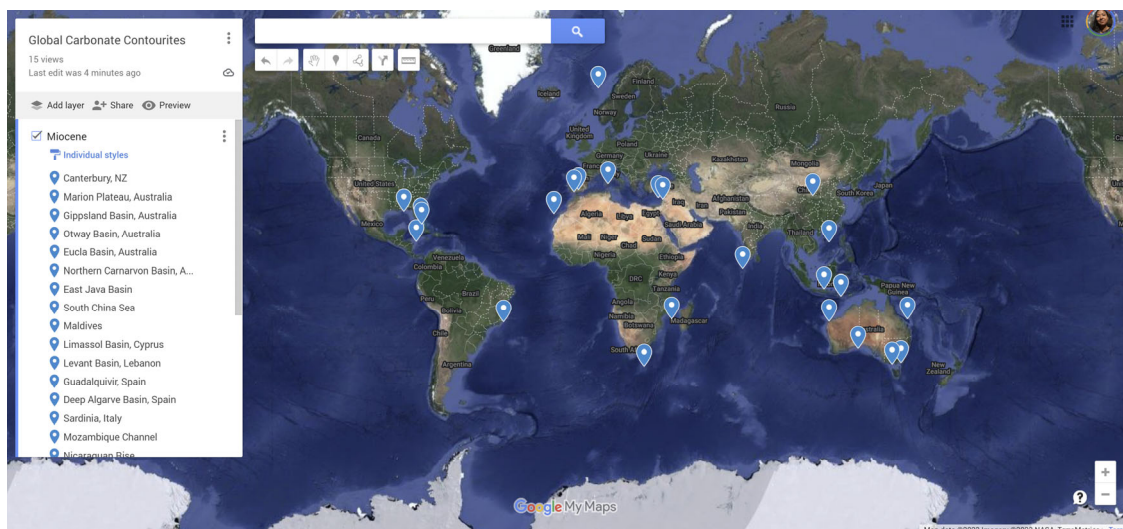 Global Carbonate Contourites
15 views
Last edit was 4 minutes ago
Add layer Share Preview
Miocene
Individual styles
Canterbury, NZ
Marion Plateau, Australia
Gippsland Basin, Australia
Otway Basin, Australia
Eucla Basin, Australia
Northern Carnarvon Basin, A...
East Java Basin
South China Sea
Maldives
Limassol Basin, Cyprus
Levant Basin, Lebanon
Guadalquivir, Spain
Deep Algarve Basin, Spain
Sardinia, Italy
Mozambique Channel
Nicaraguan Rise
Greenland
Iceland
Finland
Sweden
Norway
Russia
Canada
United
Kingdom
Poland
Germany
Ukraine
France
Kazakhstan
Mongolia
United States
Japan
South Korea
Afghanistan
Iraq
Iran
Pakistan
Algeria
Libya
Egypt
Saudi Arabia
Mexico
India
Mali
Niger
Chad
Sudan
Thailand
Nigeria
Ethiopia
Venezuela
Colombia
Kenya
DRC
Tanzania
Papua New
Guinea
Peru
Brazil
Bolivia
Angola
Namibia
Botswana
Madagascar
Chile
South Af
Argentina
New
Zealand
Google My Maps